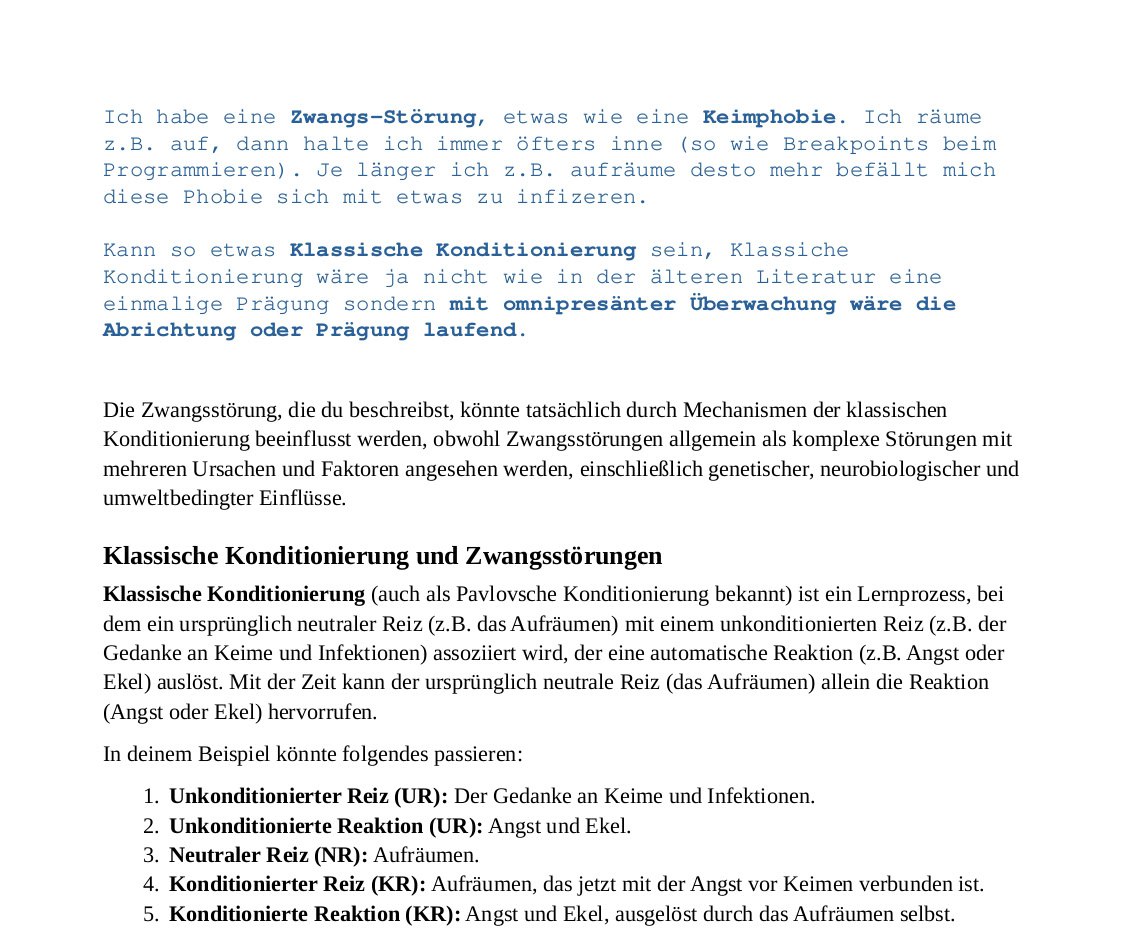 Ich habe eine Zwangs-Störung, etwas wie eine Keimphobie. Ich räume
z.B. auf, dann halte ich immer öfters inne (so wie Breakpoints beim
Programmieren). Je länger ich z.B. aufräume desto mehr befällt mich
diese Phobie sich mit etwas zu infizeren.
Kann so etwas Klassische Konditionierung sein, Klassiche
Konditionierung wäre ja nicht wie in der älteren Literatur eine
einmalige Prägung sondern mit omnipresänter Überwachung wäre die
Abrichtung oder Prägung laufend.
Die Zwangsstörung, die du beschreibst, könnte tatsächlich durch Mechanismen der klassischen
Konditionierung beeinflusst werden, obwohl Zwangsstörungen allgemein als komplexe Störungen mit
mehreren Ursachen und Faktoren angesehen werden, einschließlich genetischer, neurobiologischer und
umweltbedingter Einflüsse.
Klassische Konditionierung und Zwangsstörungen
Klassische Konditionierung (auch als Pavlovsche Konditionierung bekannt) ist ein Lernprozess, bei
dem ein ursprünglich neutraler Reiz (z.B. das Aufräumen) mit einem unkonditionierten Reiz (z.B. der
Gedanke an Keime und Infektionen) assoziiert wird, der eine automatische Reaktion (z.B. Angst oder
Ekel) auslöst. Mit der Zeit kann der ursprünglich neutrale Reiz (das Aufräumen) allein die Reaktion
(Angst oder Ekel) hervorrufen.
In deinem Beispiel könnte folgendes passieren:
1. Unkonditionierter Reiz (UR): Der Gedanke an Keime und Infektionen.
2. Unkonditionierte Reaktion (UR): Angst und Ekel.
3. Neutraler Reiz (NR): Aufräumen.
4. Konditionierter Reiz (KR): Aufräumen, das jetzt mit der Angst vor Keimen verbunden ist.
5. Konditionierte Reaktion (KR): Angst und Ekel, ausgelöst durch das Aufräumen selbst.